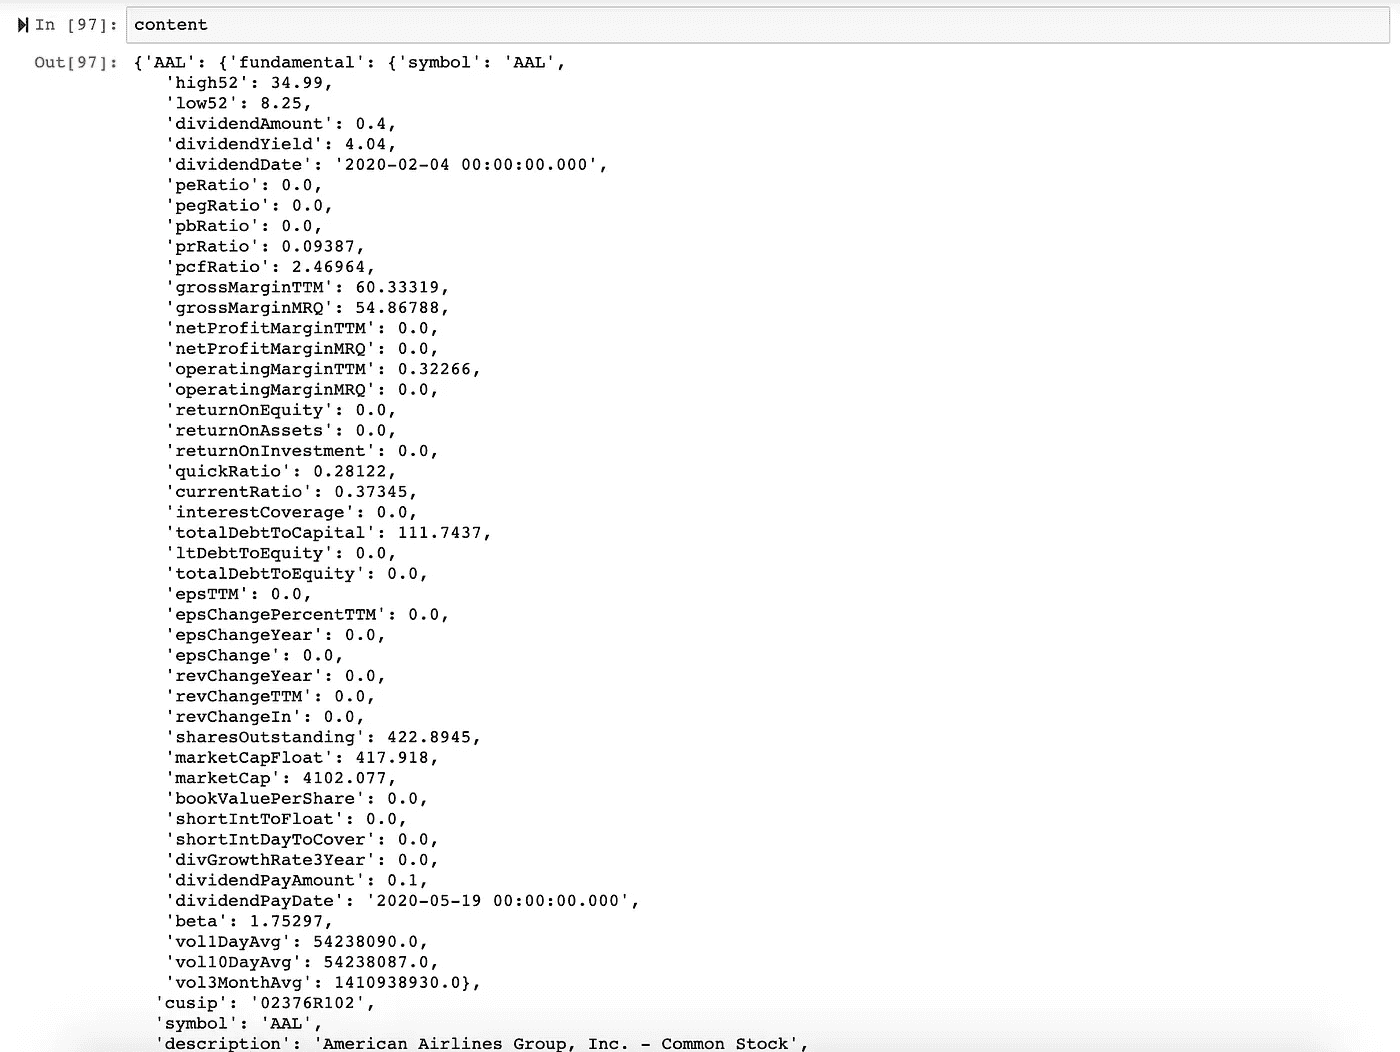 In [97]: content
Out[97]: {'AAL': {'fundamental': {'symbol': 'AAL',
'high52': 34.99,
'low52': 8.25,
'dividendAmount': 0.4,
'dividendYield': 4.04,
'dividendDate': '2020-02-04 00:00:00.000',
'peRatio': 0.0,
'pegRatio': 0.0,
'pbRatio': 0.0,
'prRatio': 0.09387,
'pcfRatio': 2.46964,
'grossMarginTTM': 60.33319,
'grossMarginMRQ': 54.86788,
'netProfitMarginTTM': 0.0,
'netProfitMarginMRQ': 0.0,
'operatingMarginTTM': 0.32266,
'operatingMarginMRQ': 0.0,
'returnOnEquity': 0.0,
'returnOnAssets': 0.0,
'returnOnInvestment': 0.0,
'quickRatio': 0.28122,
'currentRatio': 0.37345,
'interestCoverage': 0.0,
'totalDebtToCapital': 111.7437,
'ltDebtToEquity': 0.0,
'totalDebtToEquity': 0.0,
'epsTTM': 0.0,
'epsChangePercentTTM': 0.0,
'epsChangeYear': 0.0,
'epsChange': 0.0,
'revChangeYear': 0.0,
'revChangeTTM': 0.0,
'revChangeIn': 0.0,
'sharesOutstanding': 422.8945,
'marketCapFloat': 417.918,
'marketCap': 4102.077,
'bookValuePerShare': 0.0,
'shortIntToFloat': 0.0,
'shortIntDayToCover': 0.0,
'divGrowthRate3Year': 0.0,
'dividendPayAmount': 0.1,
'dividendPayDate': '2020-05-19 00:00:00.000',
'beta': 1.75297,
'vol1DayAvg': 54238090.0,
'vol10DayAvg': 54238087.0,
'vol3MonthAvg': 1410938930.0},
'cusip': '02376R102',
'symbol': 'AAL',
'description': 'American Airlines Group, Inc. - Common Stock',